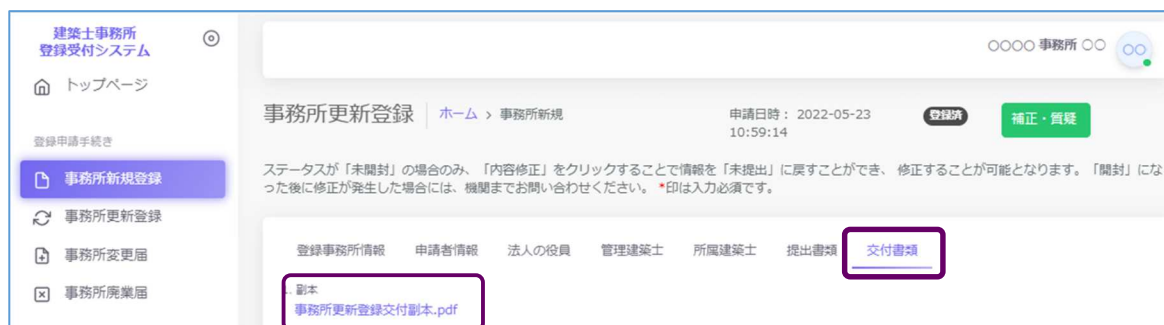 建築士事務所
登録受付システム
トップページ
登録申請手続き
事務所新規登録
事務所更新登録
事務所変更届
事務所廃業届
〇〇〇〇 事務所 〇〇
〇〇
事務所更新登録 ホーム > 事務所新規
申請日時： 2022-05-23
10:59:14
登録済
補正・質疑
ステータスが「未開封」の場合のみ、「内容修正」をクリックすることで情報を「未提出」に戻すことができ、 修正することが可能となります。「開封」にな
った後に修正が発生した場合には、機関までお問い合わせください。 *印は入力必須です。
登録事務所情報 申請者情報 法人の役員 管理建築士 所属建築士 提出書類 交付書類
. 副本
事務所更新登録交付副本.pdf